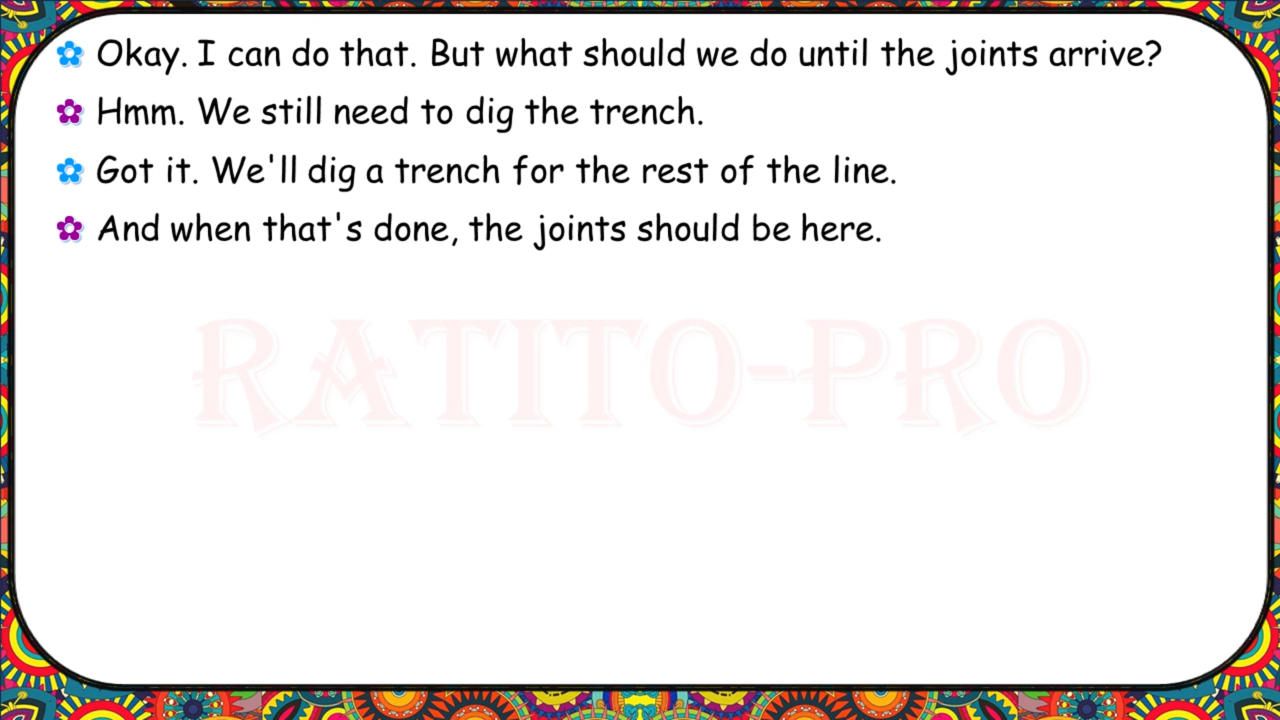 Okay. I can do that. But what should we do until the joints arrive?
Hmm. We still need to dig the trench.
Got it. We'll dig a trench for the rest of the line.
And when that's done, the joints should be here.
RATITO-PRO